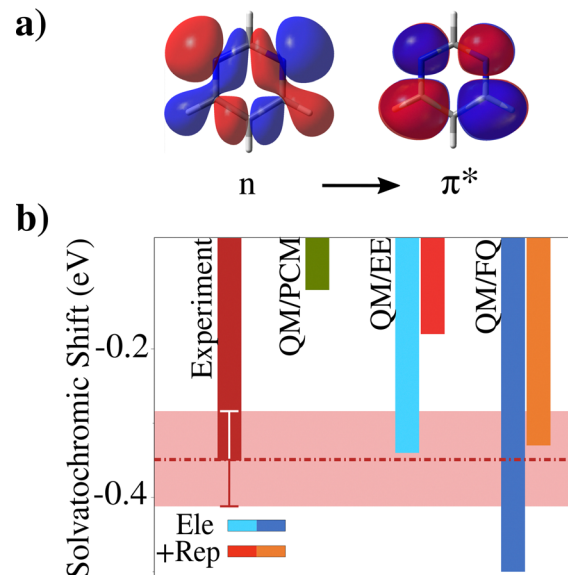 a)
n
π*
b)
Solvatochromic Shift (eV)
-0.2
-0.4
Experiment
QM/PCM
QM/EE
QM/FQ
Ele
+Rep